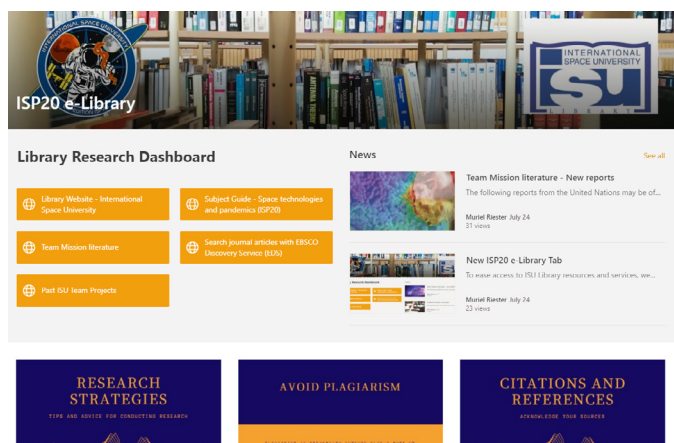 INTERNATIONAL SPACE UNIVERSITY
INTERNATIONAL
SPACE UNIVERSITY
ISU
LIBRARY
ISP20 e-Library
Library Research Dashboard
Library Website - International
Space University
Subject Guide - Space technologies
and pandemics (ISP20)
Team Mission literature
Search journal articles with EBSCO
Discovery Service (EDS)
Past ISU Team Projects
News
See all
Team Mission literature - New reports
The following reports from the United Nations may be of...
Muriel Riester July 24
31 views
New ISP20 e-Library Tab
To ease access to ISU Library resources and services, we...
Muriel Riester July 24
23 views
RESEARCH
STRATEGIES
TIPS AND ADVICE FOR CONDUCTING RESEARCH
AVOID PLAGIARISM
CITATIONS AND
REFERENCES
ACKNOWLEDGE YOUR SOURCES